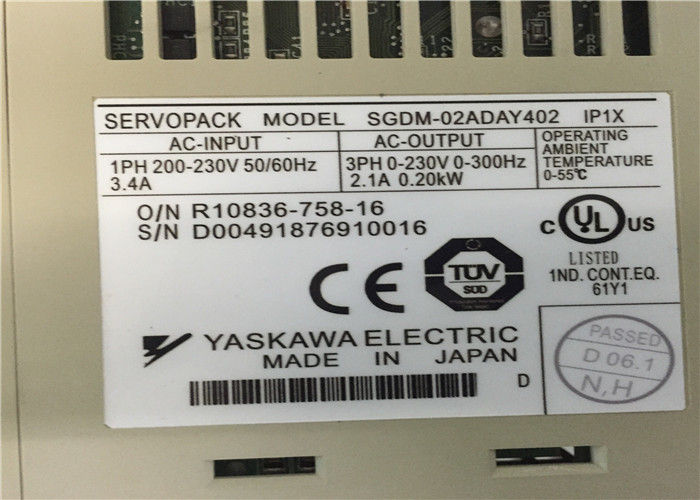 SERVOPACK MODEL SGDM-02ADAY402 IP1X
AC-INPUT
1PH 200-230V 50/60Hz
3.4A
AC-OUTPUT
3PH 0-230V 0-300Hz
2.1A 0.20kW
OPERATING
AMBIENT
TEMPERATURE
0-55℃
O/N R10836-758-16
S/N D00491876910016
C UL US
LISTED
1ND. CONT.EQ.
61Y1
CE
TÜV
SÜD
YASKAWA ELECTRIC
MADE IN JAPAN
D
PASSED
D 06.1
N,H